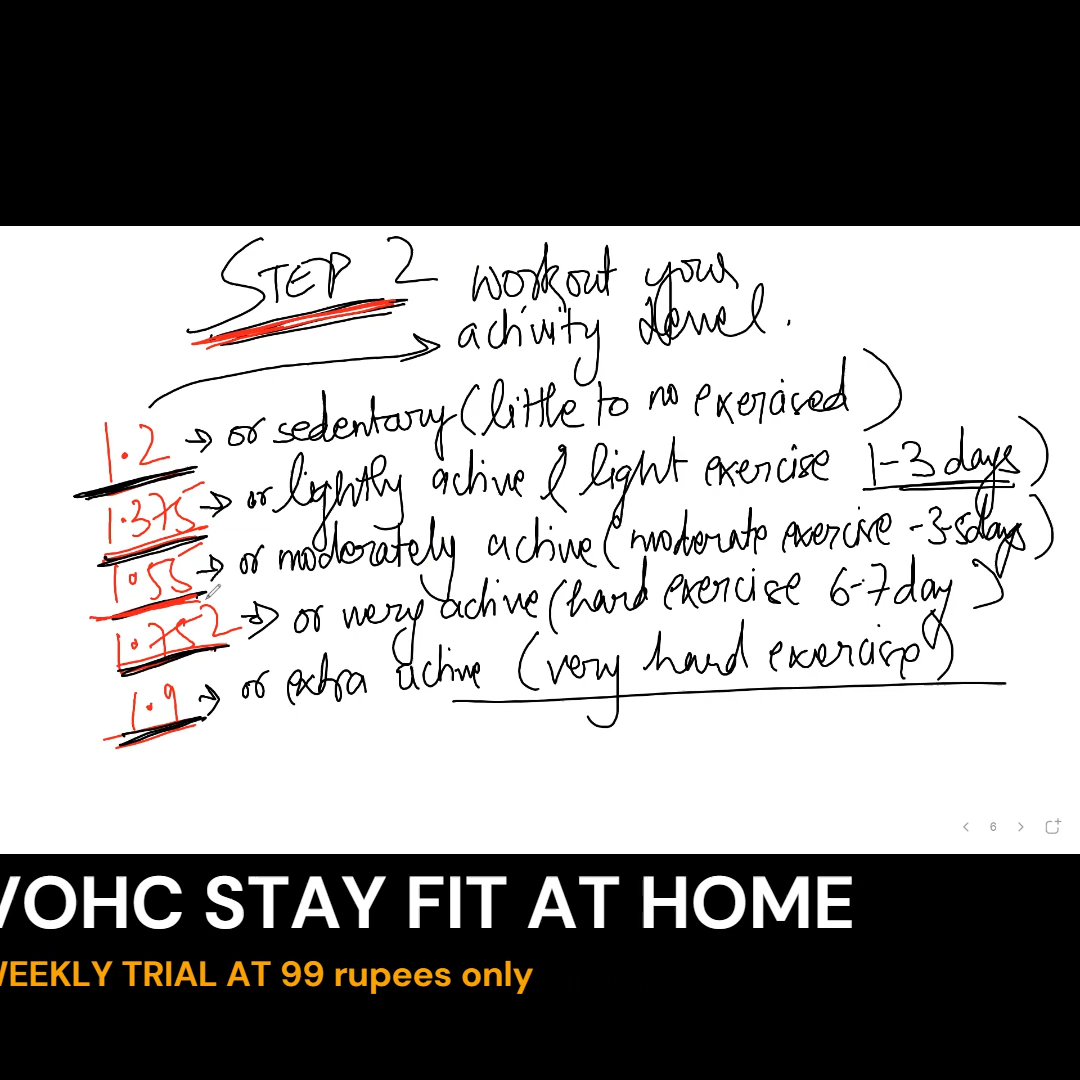 STEP 2 workout your
activity level.
1.2 → or sedentary (little to no exercised)
1.375 → or lightly active ( light exercise 1-3 days)
1.55 → or moderately active (moderate exercise -3-5days)
1.752 → or very active (hard exercise 6-7 day)
1.9 → or extra active (very hard exercise)
6
VOHC STAY FIT AT HOME
WEEKLY TRIAL AT 99 rupees only